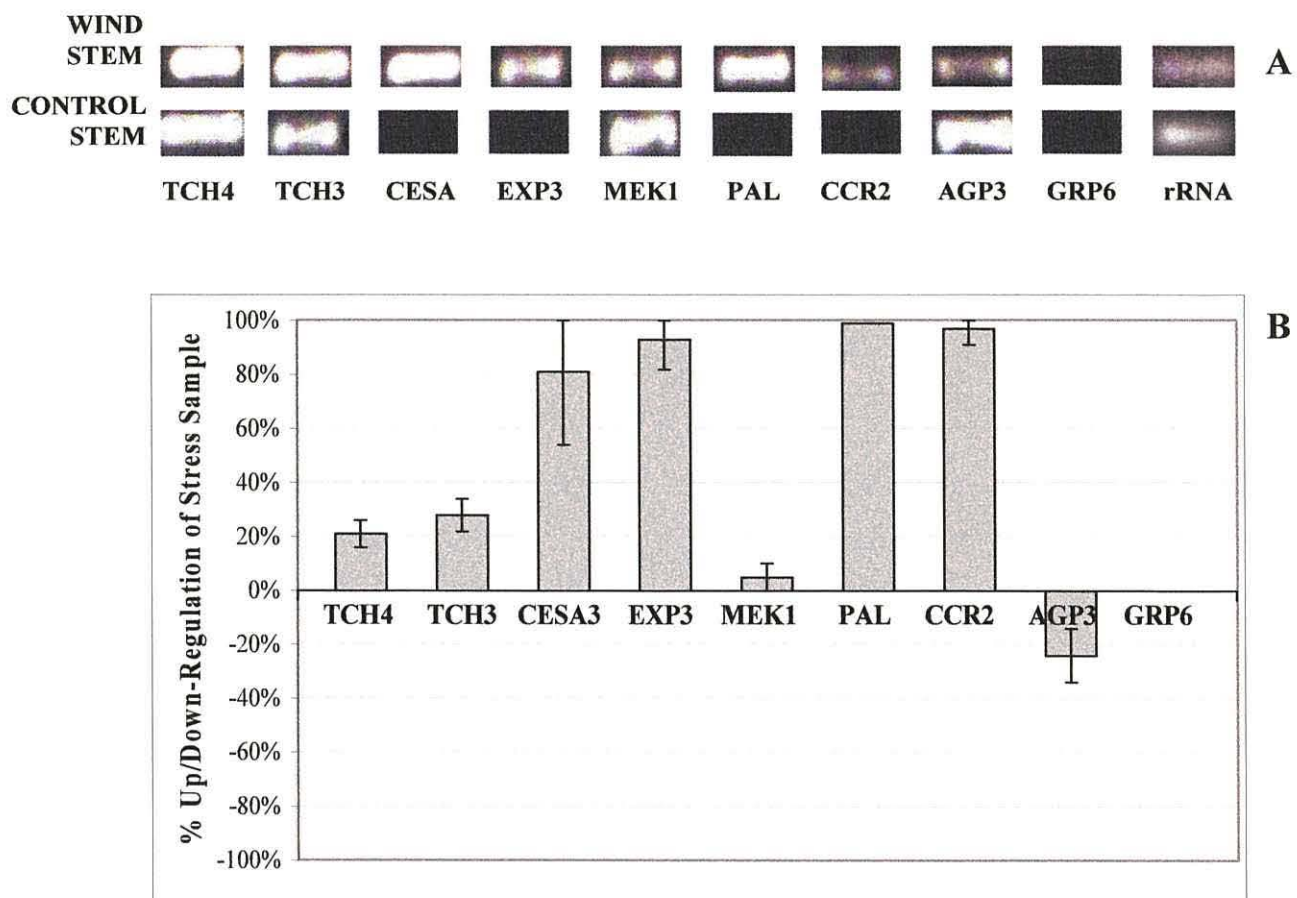 WIND
STEM
A
CONTROL
STEM
TCH4 TCH3 CESA EXP3 MEK1 PAL CCR2 AGP3 GRP6 rRNA
B
% Up/Down-Regulation of Stress Sample
100%
80%
60%
40%
20%
0%
TCH4 TCH3 CESA3 EXP3 MEK1 PAL CCR2 AGP3 GRP6
-20%
-40%
-60%
-80%
-100%